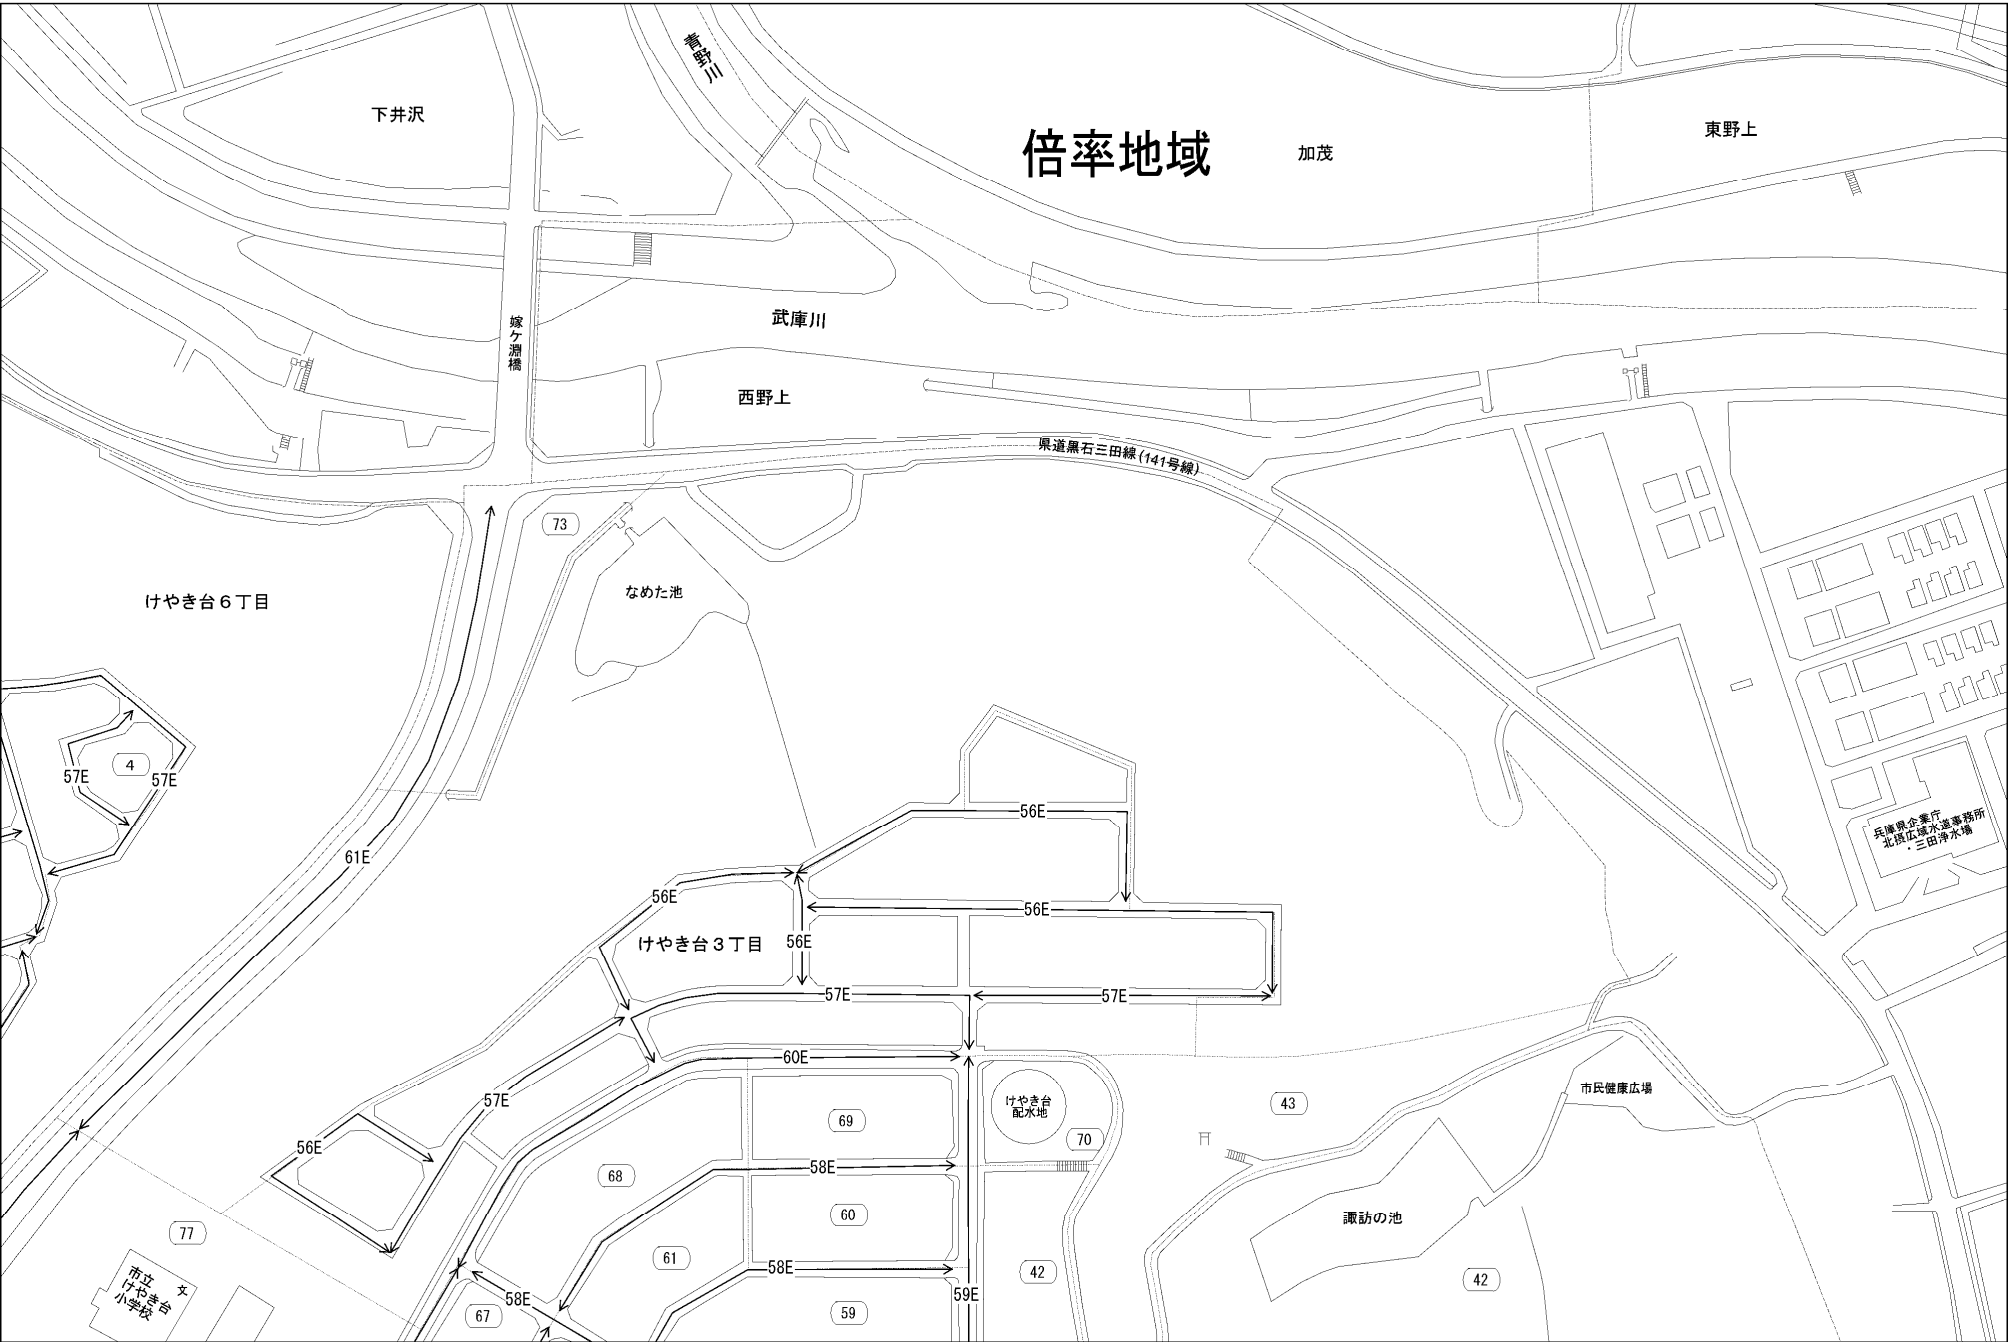 青野川
下井沢
倍率地域
加茂
東野上
嫁ケ淵橋
武庫川
西野上
県道黒石三田線(141号線)
73
なめた池
けやき台６丁目
4
57E
57E
61E
56E
兵庫県企業庁
北摂広域水道事務所
・三田浄水場
56E
56E
けやき台３丁目
56E
57E
57E
60E
57E
けやき台
配水地
43
市民健康広場
69
70
56E
58E
68
60
諏訪の池
77
61
58E
42
42
市立
けやき台
小学校
文
58E
67
59E
59